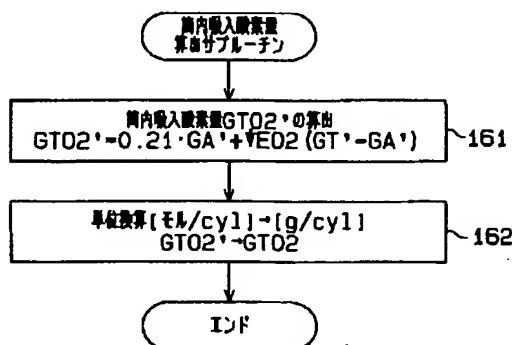 筒内吸入酸素量
算出サブルーチン
筒内吸入酸素量GTO2'の算出
GTO2'=0.21·GA'+VEO2(GT'-GA')
161
単位換算[モル/cyl]→[g/cyl]
GTO2'→GTO2
162
エンド